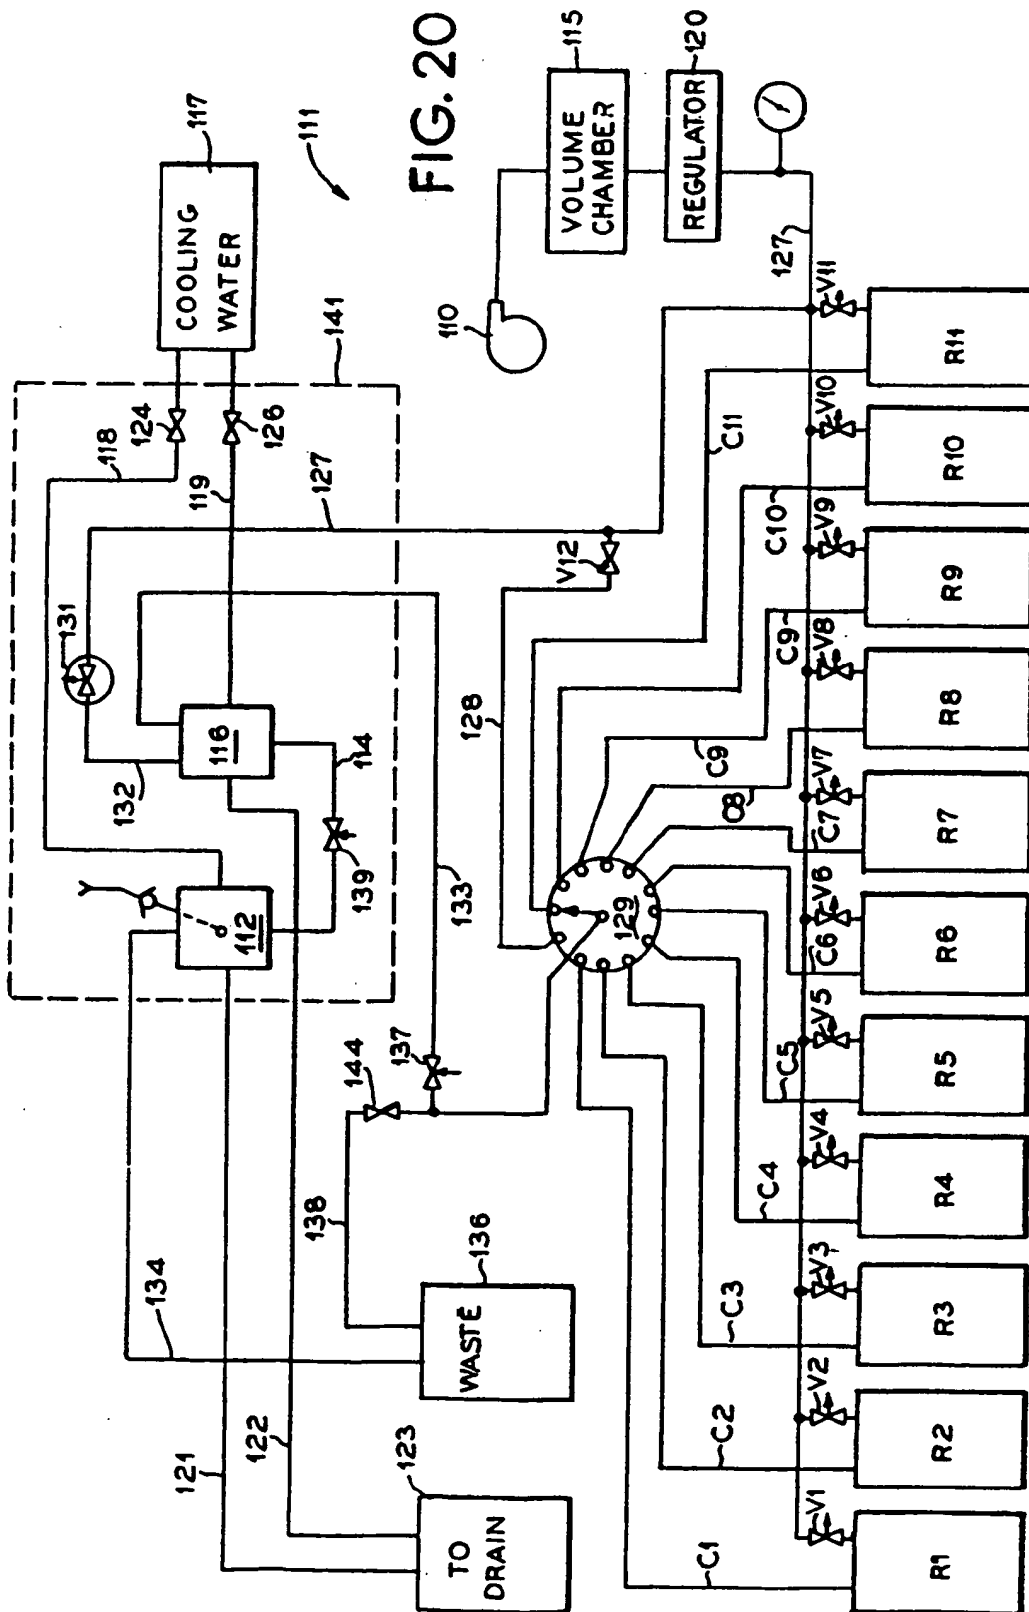 FIG. 20
111
COOLING
WATER
117
141
124
126
118
119
127
131
132
116
114
139
112
133
137
144
138
134
121
122
136
WASTE
123
TO
DRAIN
110
VOLUME
CHAMBER
115
REGULATOR
120
127
V12
128
129
C1
C2
C3
C4
C5
C6
C7
C8
C9
C9
C10
C11
V1
V2
V3
V4
V5
V6
V7
V8
V9
V10
V11
R1
R2
R3
R4
R5
R6
R7
R8
R9
R10
R11